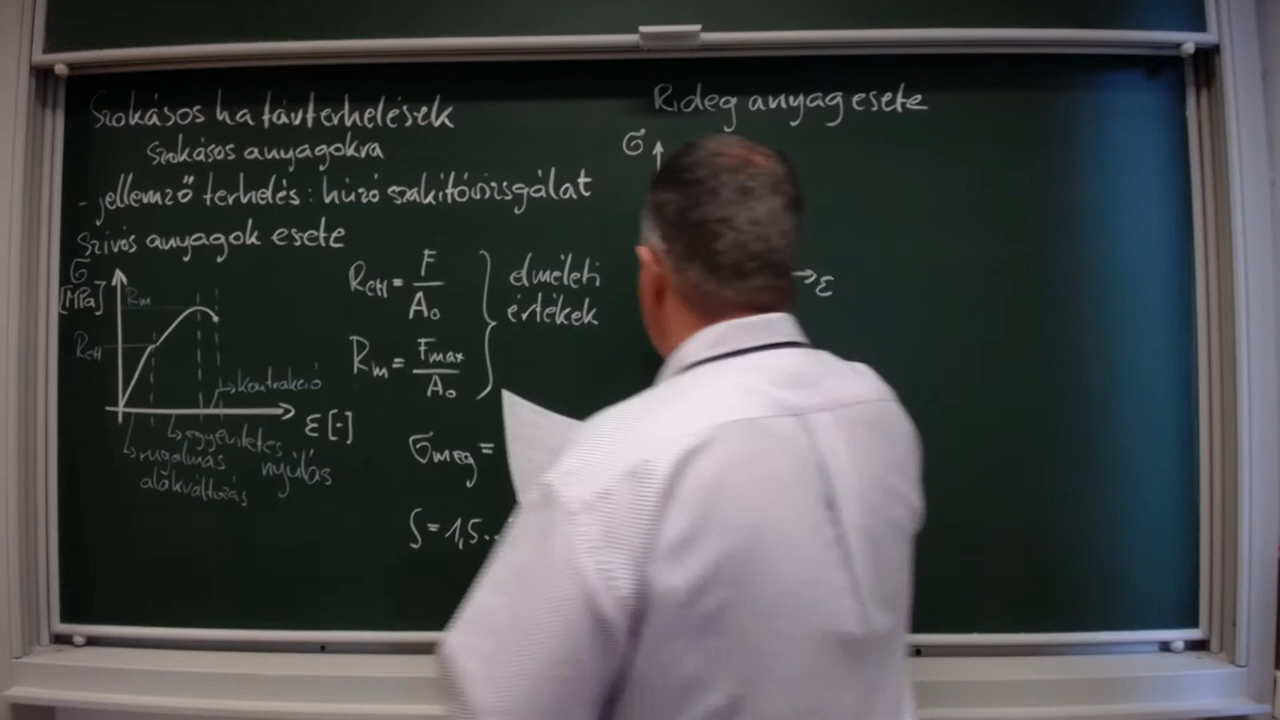 Szokásos határterhelések
szokásos anyagokra
- jellemző terhelés: húzó szakítóvizsgálat
Szívós anyagok esete
σ
[MPa]
Rm
ReH
kontrakció
ε [-]
egyenletes
nyúlás
rugalmas
alakváltozás
ReH = F / A₀
Rm = Fmax / A₀
elméleti
értékek
σmeg =
S = 1,5..
Rideg anyag esete
σ
ε